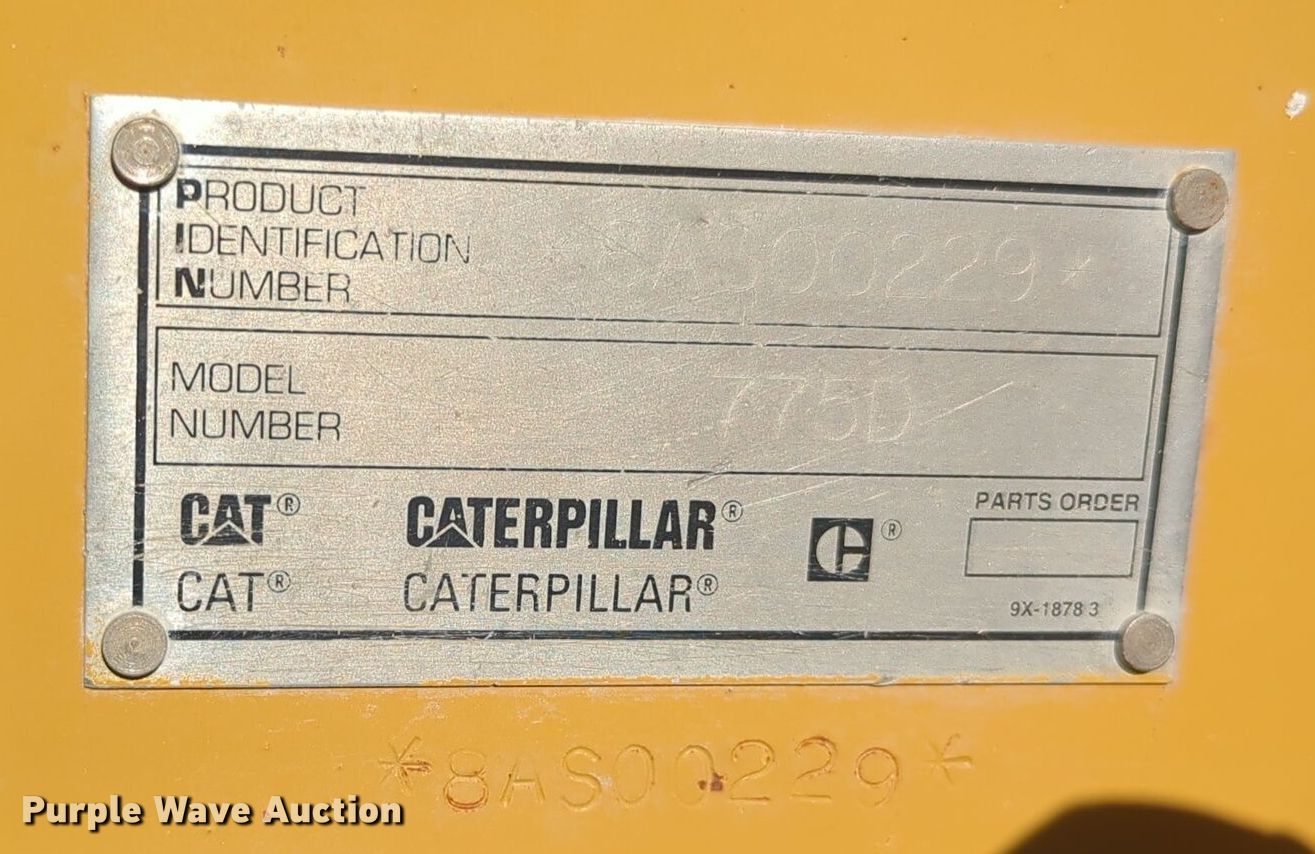 PRODUCT
IDENTIFICATION
NUMBER
00229*
MODEL
NUMBER
775D
CAT®
CATERPILLAR®
®
PARTS ORDER
CAT®
CATERPILLAR®
9X-1878 3
*8AS00229*
Purple Wave Auction